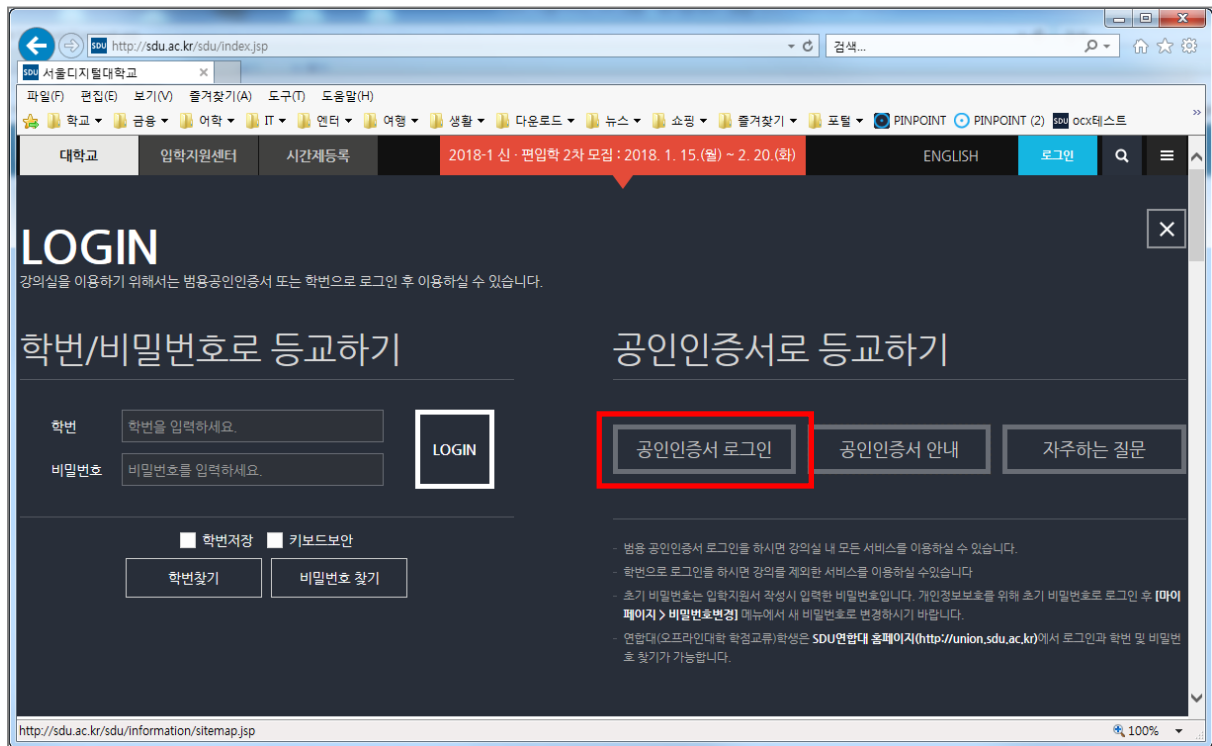 SDU http://sdu.ac.kr/sdu/index.jsp 검색...
SDU 서울디지털대학교
파일(F) 편집(E) 보기(V) 즐겨찾기(A) 도구(T) 도움말(H)
학교 금융 어학 IT 엔터 여행 생활 다운로드 뉴스 쇼핑 즐겨찾기 포털 PINPOINT PINPOINT (2) SDU ocx테스트
대학교 입학지원센터 시간제등록 2018-1 신 · 편입학 2차 모집 : 2018. 1. 15.(월) ~ 2. 20.(화) ENGLISH 로그인
LOGIN
강의실을 이용하기 위해서는 범용공인인증서 또는 학번으로 로그인 후 이용하실 수 있습니다.
학번/비밀번호로 등교하기
학번 학번을 입력하세요.
비밀번호 비밀번호를 입력하세요.
LOGIN
학번저장 키보드보안
학번찾기 비밀번호 찾기
공인인증서로 등교하기
공인인증서 로그인 공인인증서 안내 자주하는 질문
- 범용 공인인증서 로그인을 하시면 강의실 내 모든 서비스를 이용하실 수 있습니다.
- 학번으로 로그인을 하시면 강의를 제외한 서비스를 이용하실 수있습니다
- 초기 비밀번호는 입학지원서 작성시 입력한 비밀번호입니다. 개인정보보호를 위해 초기 비밀번호로 로그인 후 [마이
페이지 > 비밀번호변경] 메뉴에서 새 비밀번호로 변경하시기 바랍니다.
- 연합대(오프라인대학 학점교류)학생은 SDU연합대 홈페이지(http://union.sdu.ac.kr)에서 로그인과 학번 및 비밀번
호 찾기가 가능합니다.
http://sdu.ac.kr/sdu/information/sitemap.jsp 100%